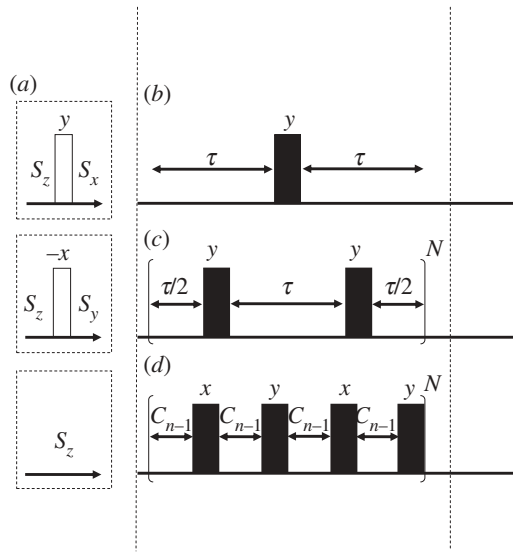 (a) (b)
y y
τ τ
S_z S_x
(c)
–x y y N
τ/2 τ τ/2
S_z S_y
(d)
x y x y N
C_{n–1} C_{n–1} C_{n–1} C_{n–1}
S_z